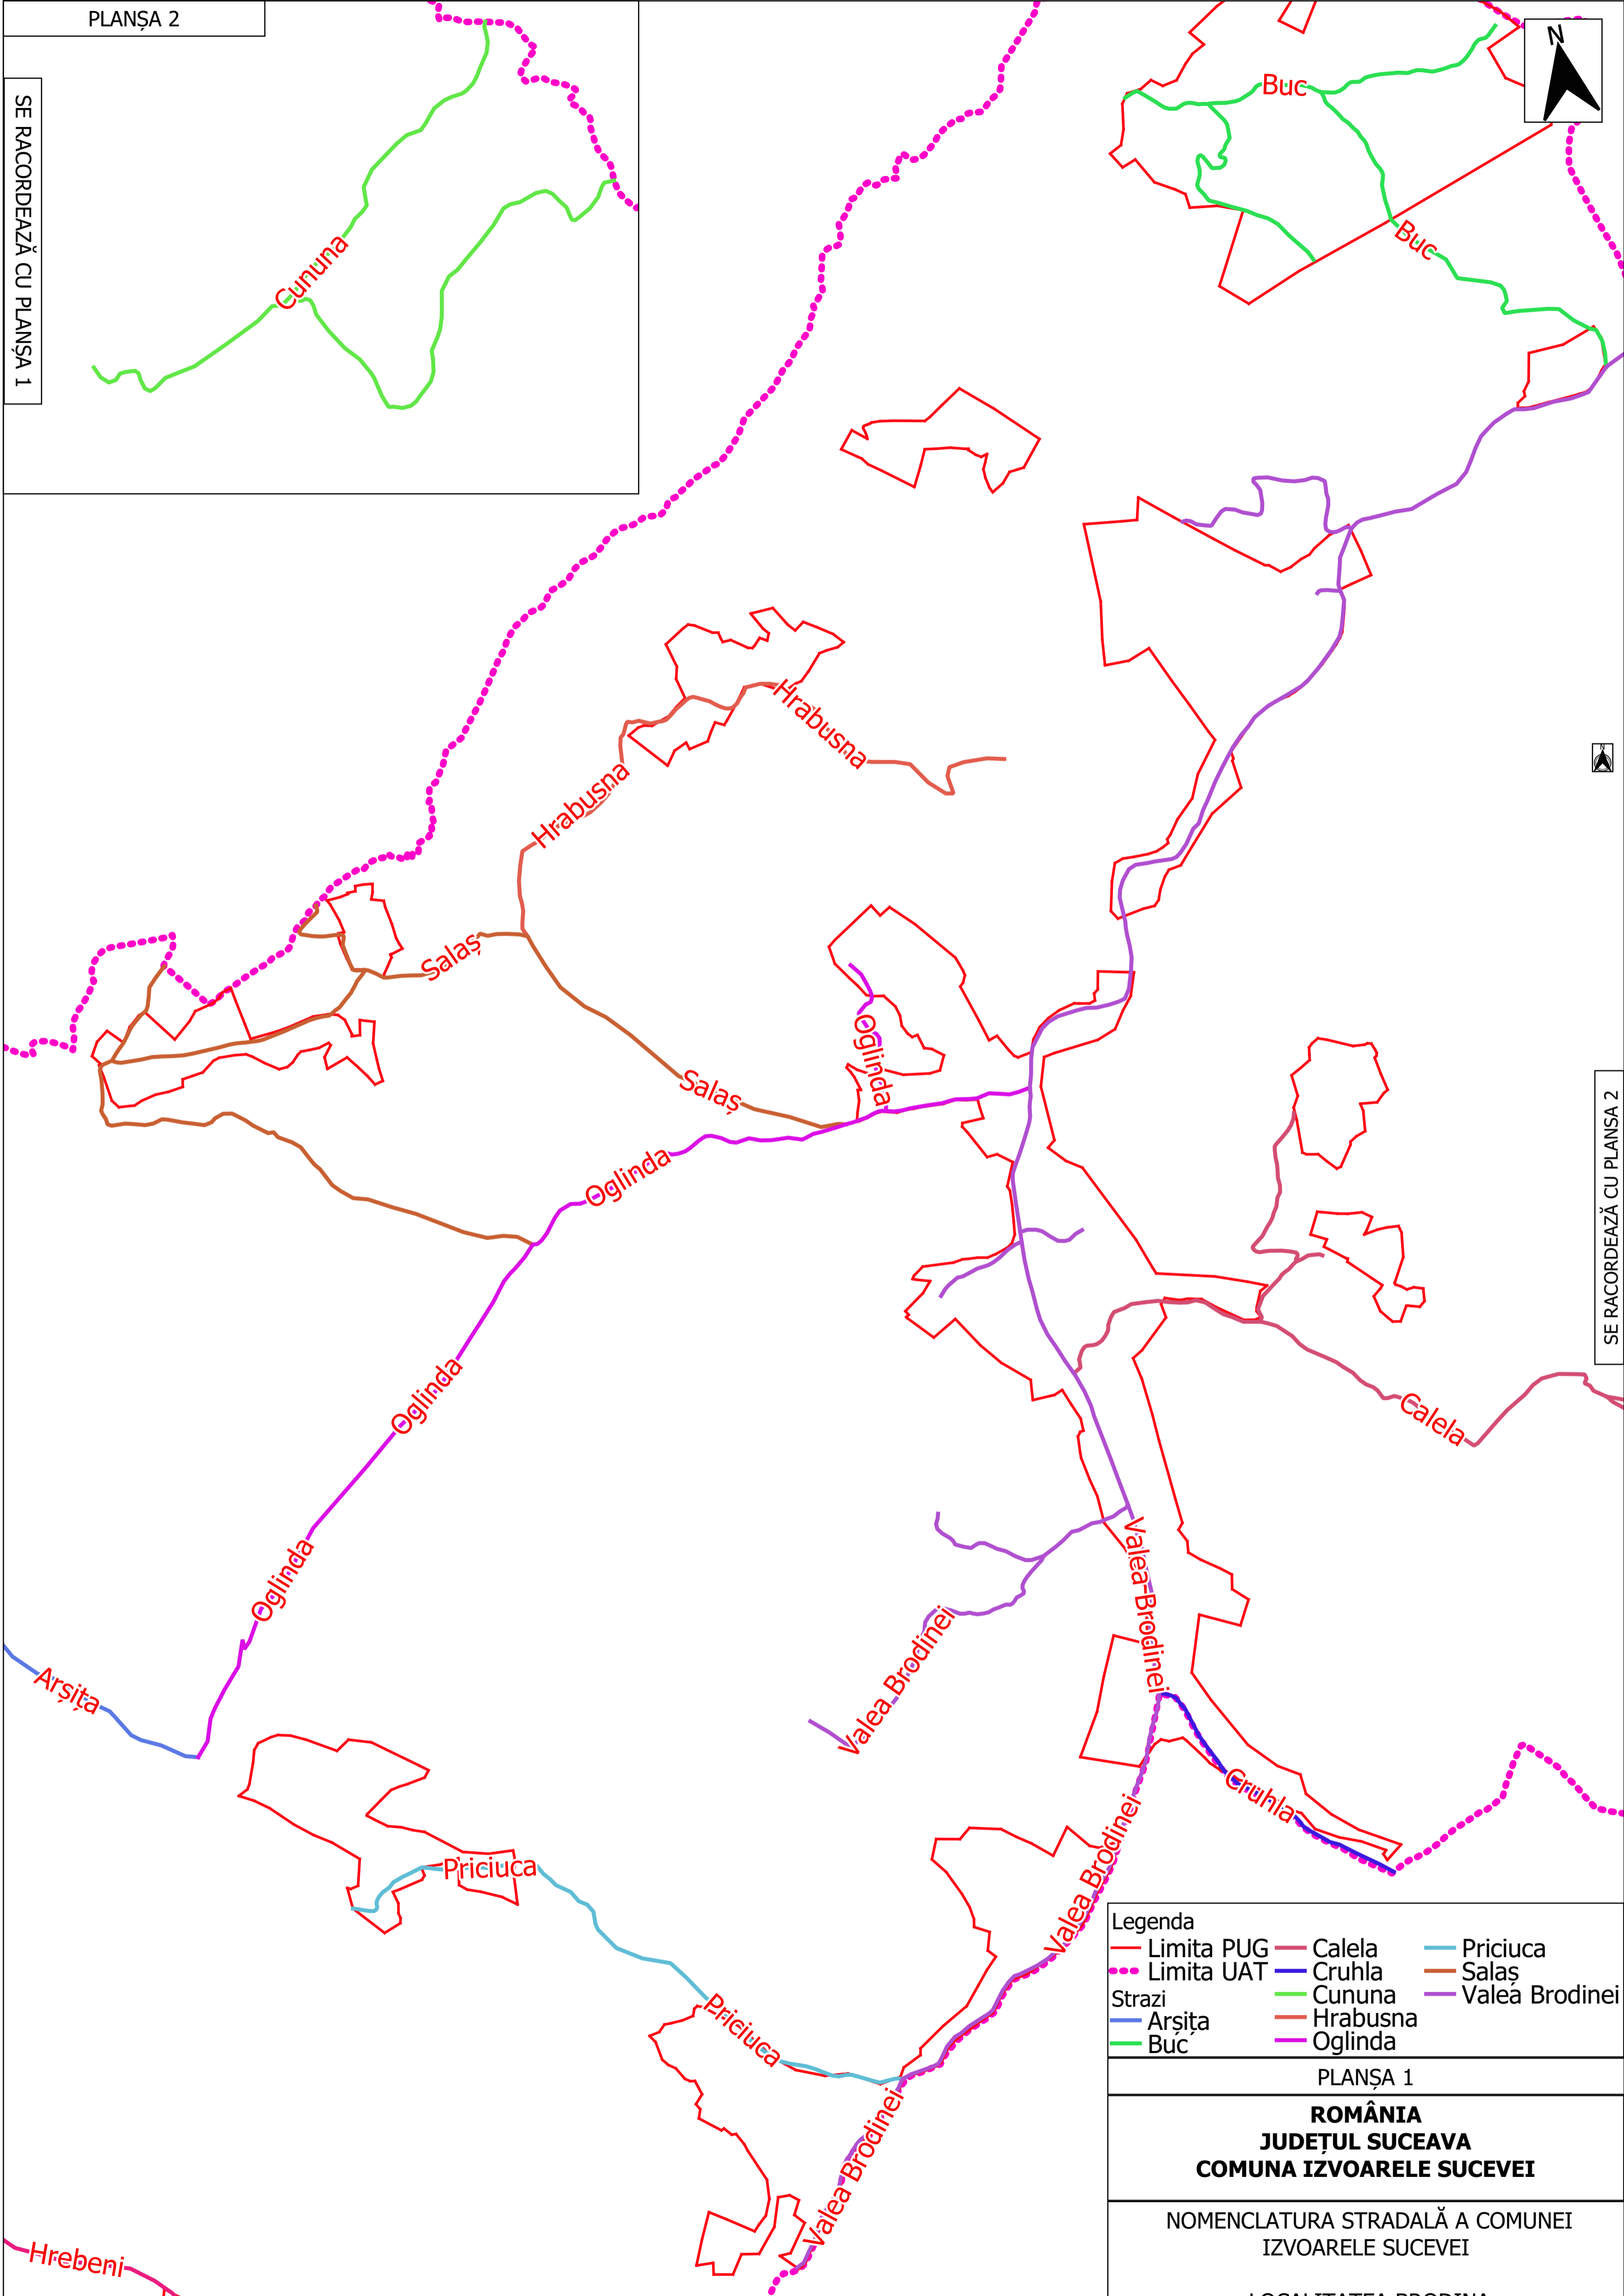 PLANȘA 2
SE RACORDEAZĂ CU PLANȘA 1
Cununa
N
Buc
Buc
Hrabusna
Hrabusna
N
Salaș
Salaș
Oglinda
Oglinda
Oglinda
Oglinda
SE RACORDEAZĂ CU PLANSA 2
Calela
Valea Brodinei
Valea Brodinei
Arșița
Cruhla
Priciuca
Valea Brodinei
Priciuca
Valea Brodinei
Hrebeni
Legenda
Limita PUG
Limita UAT
Strazi
Arșița
Buc
Calela
Cruhla
Cununa
Hrabusna
Oglinda
Priciuca
Salaș
Valea Brodinei
PLANȘA 1
ROMÂNIA
JUDEȚUL SUCEAVA
COMUNA IZVOARELE SUCEVEI
NOMENCLATURA STRADALĂ A COMUNEI
IZVOARELE SUCEVEI
LOCALITATEA BRODINA